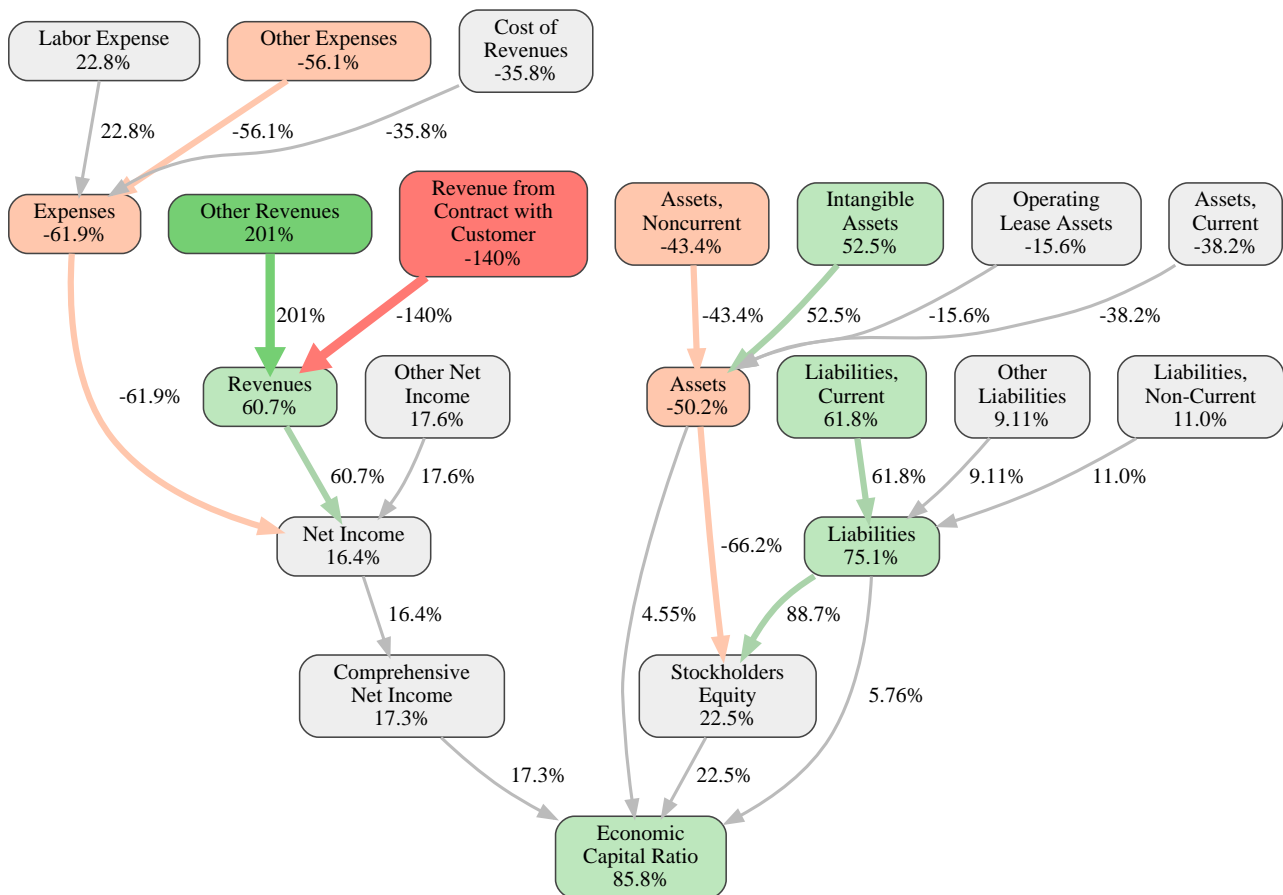 Labor Expense
22.8%
Other Expenses
-56.1%
Cost of
Revenues
-35.8%
22.8%
-56.1%
-35.8%
Expenses
-61.9%
Other Revenues
201%
Revenue from
Contract with
Customer
-140%
Assets,
Noncurrent
-43.4%
Intangible
Assets
52.5%
Operating
Lease Assets
-15.6%
Assets,
Current
-38.2%
201%
-140%
-43.4%
52.5%
-15.6%
-38.2%
-61.9%
Revenues
60.7%
Other Net
Income
17.6%
Assets
-50.2%
Liabilities,
Current
61.8%
Other
Liabilities
9.11%
Liabilities,
Non-Current
11.0%
60.7%
17.6%
61.8%
9.11%
11.0%
Net Income
16.4%
-66.2%
Liabilities
75.1%
16.4%
4.55%
88.7%
Comprehensive
Net Income
17.3%
Stockholders
Equity
22.5%
5.76%
17.3%
22.5%
Economic
Capital Ratio
85.8%